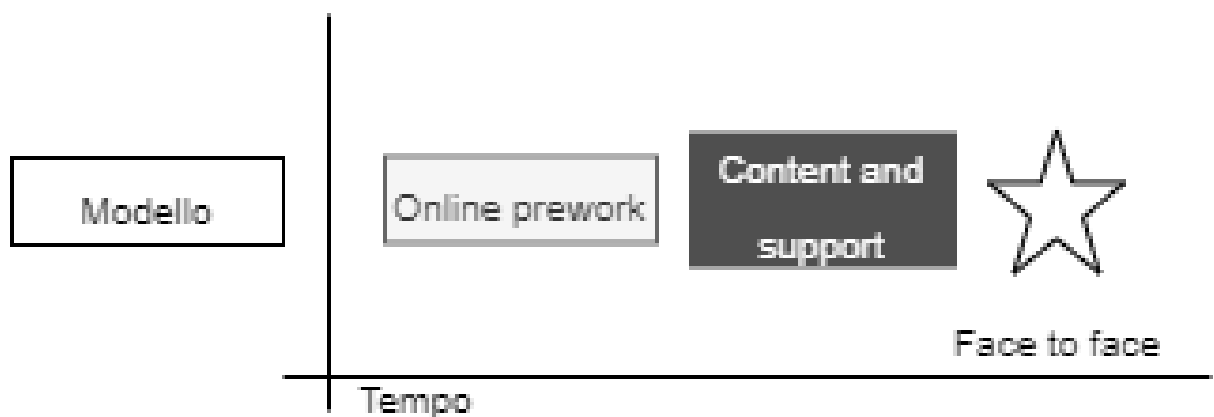 Modello
Online prework
Content and
support
Face to face
Tempo